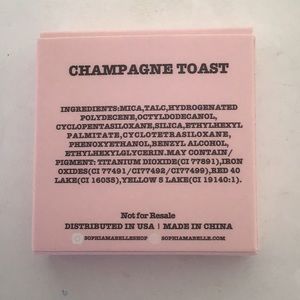 CHAMPAGNE TOAST
INGREDIENTS:MICA,TALC,HYDROGENATED
POLYDECENE,OCTYLDODECANOL,
CYCLOPENTASILOXANE,SILICA,ETHYLHEXYL
PALMITATE,CYCLOTETRASILOXANE,
PHENOXYETHANOL,BENZYL ALCOHOL,
ETHYLHEXYLGLYCERIN.MAY CONTAIN/
PIGMENT: TITANIUM DIOXIDE(CI 77891),IRON
OXIDES(CI 77491/CI77492/CI77499),RED 40
LAKE(CI 16035),YELLOW 5 LAKE(CI 19140:1).
Not for Resale
DISTRIBUTED IN USA | MADE IN CHINA
SOPHIAMABELLESHOP SOPHIAMABELLE.COM